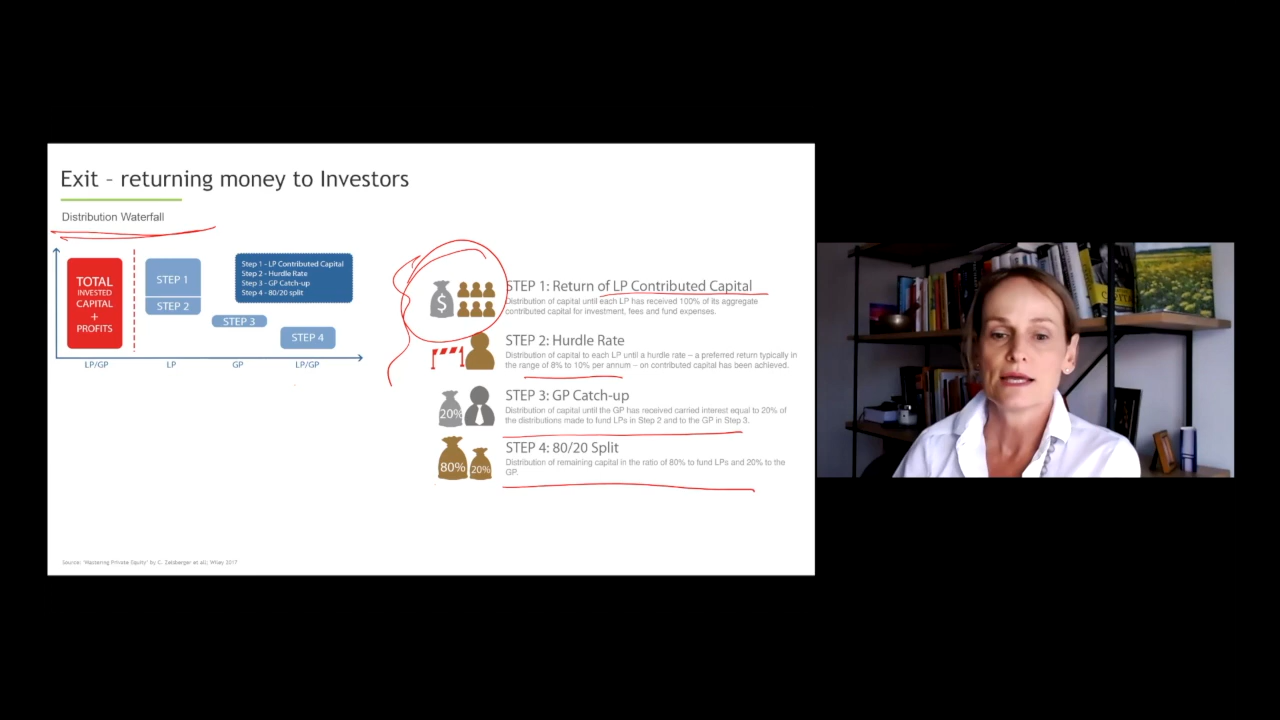 Exit – returning money to Investors
Distribution Waterfall
TOTAL
INVESTED
CAPITAL
+
PROFITS
STEP 1
STEP 2
STEP 3
STEP 4
Step 1 - LP Contributed Capital
Step 2 - Hurdle Rate
Step 3 - GP Catch-up
Step 4 - 80/20 split
LP/GP
LP
GP
LP/GP
$
STEP 1: Return of LP Contributed Capital
Distribution of capital until each LP has received 100% of its aggregate
contributed capital for investment, fees and fund expenses.
STEP 2: Hurdle Rate
Distribution of capital to each LP until a hurdle rate – a preferred return typically in
the range of 8% to 10% per annum – on contributed capital has been achieved.
20%
STEP 3: GP Catch-up
Distribution of capital until the GP has received carried interest equal to 20% of
the distributions made to fund LPs in Step 2 and to the GP in Step 3.
80%
20%
STEP 4: 80/20 Split
Distribution of remaining capital in the ratio of 80% to fund LPs and 20% to the
GP.
Source: "Mastering Private Equity" by C. Zeisberger et all; Wiley 2017